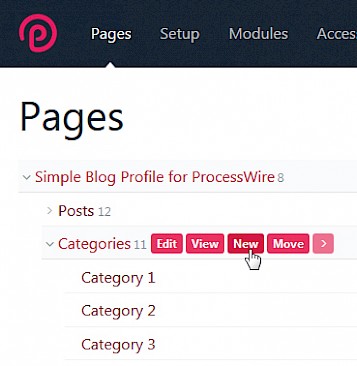 Pages Setup Modules Acces
Pages
Simple Blog Profile for ProcessWire 8
Posts 12
Categories 11 Edit View New Move >
Category 1
Category 2
Category 3